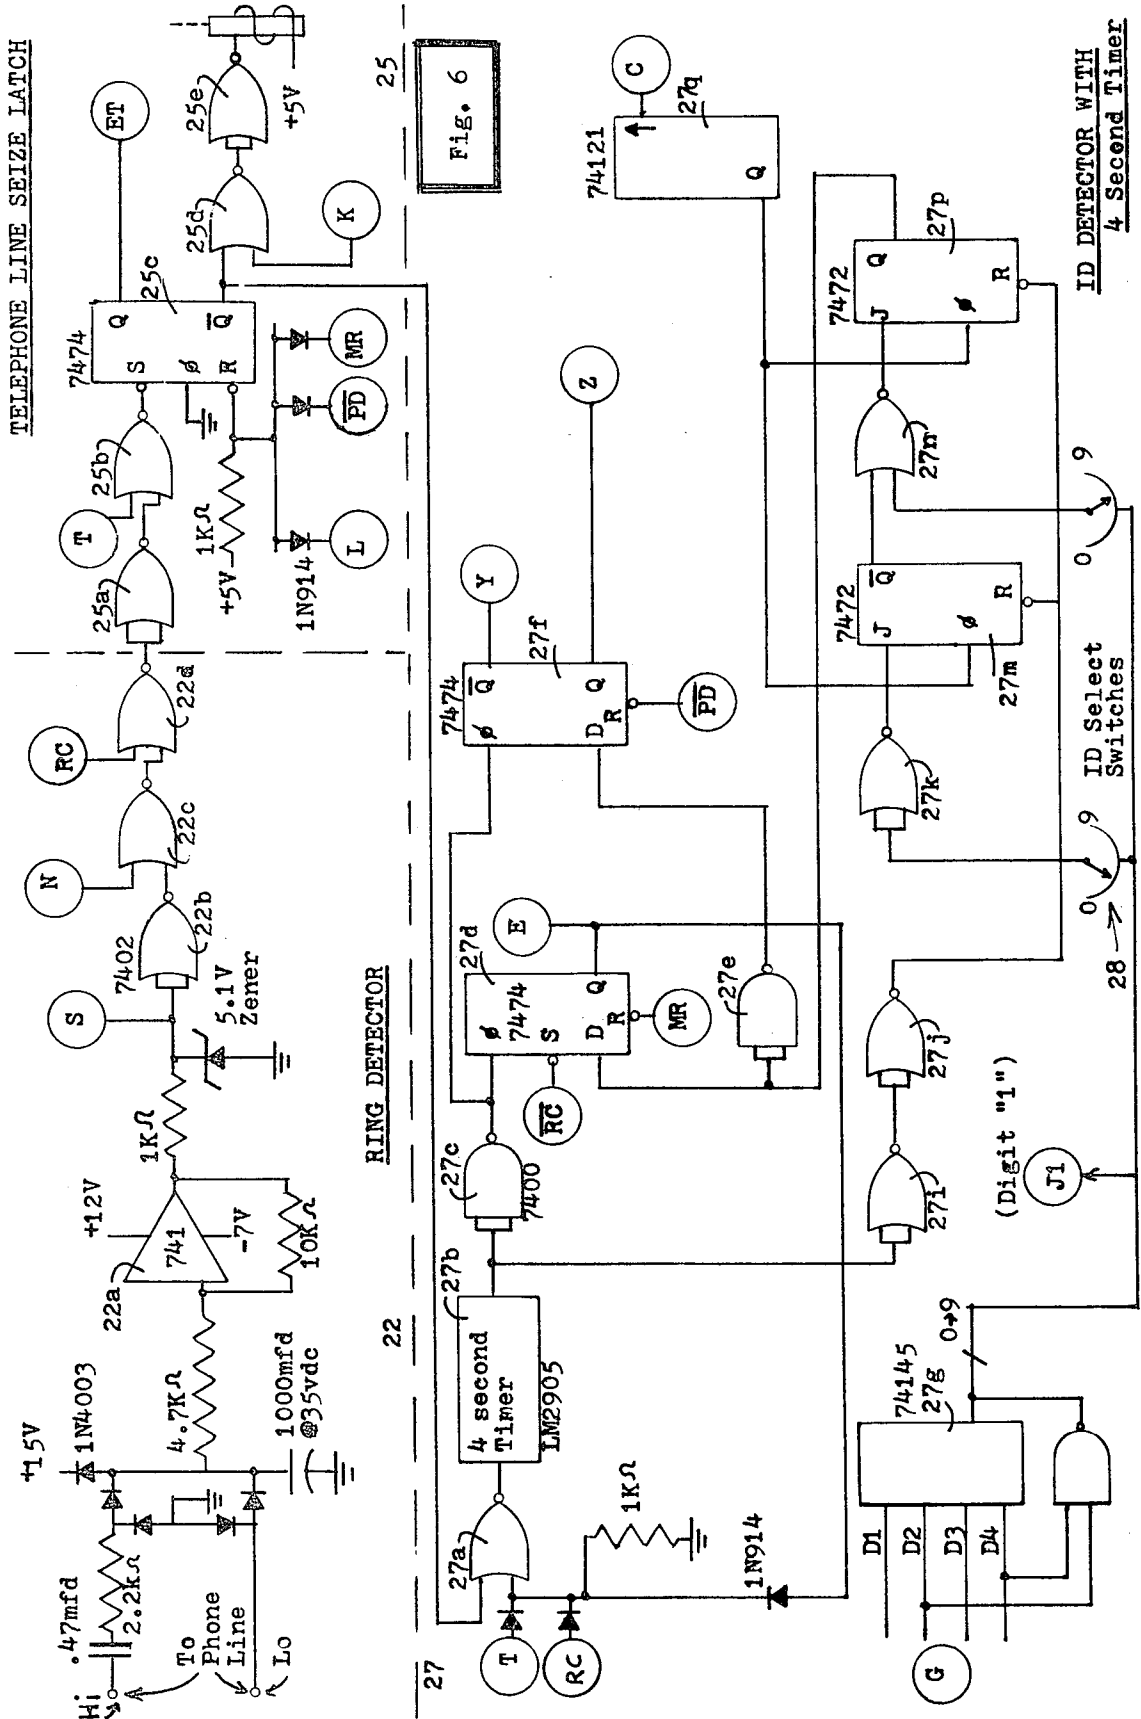 TELEPHONE LINE SEIZE LATCH
Hi
.47mfd
2.2kΩ
To
Phone
Line
Lo
+15V
1N4003
4.7KΩ
1000mfd
@35vdc
22a
741
+12V
-7V
10KΩ
1KΩ
S
5.1V
Zener
7402
22b
N
22c
RC
22d
RING DETECTOR
22
25a
T
25b
7474
S
ø
R
Q
Q̅
25c
ET
+5V
1KΩ
1N914
L
P̅D̅
MR
K
25d
25e
+5V
25
Fig. 6
27
T
RC
27a
1KΩ
1N914
4 second
Timer
LM2905
27b
27c
7400
R̅C̅
27d
ø
7474
S
D
R
Q
MR
E
27e
7474
ø
Q̅
D
R
Q
27f
P̅D̅
Y
Z
74121
27q
Q
C
D1
D2
D3
D4
G
74145
27g
0→9
(Digit "1")
J1
27i
27j
28
0
9
ID Select
Switches
27k
7472
J
Q̅
ø
R
27m
0
9
27n
7472
J
Q
ø
R
27p
ID DETECTOR WITH
4 Second Timer